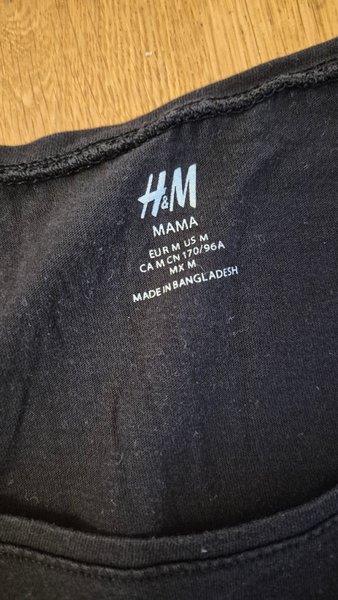 H&M
MAMA
EUR M US M
CA M CN 170/96A
MX M
MADE IN BANGLADESH